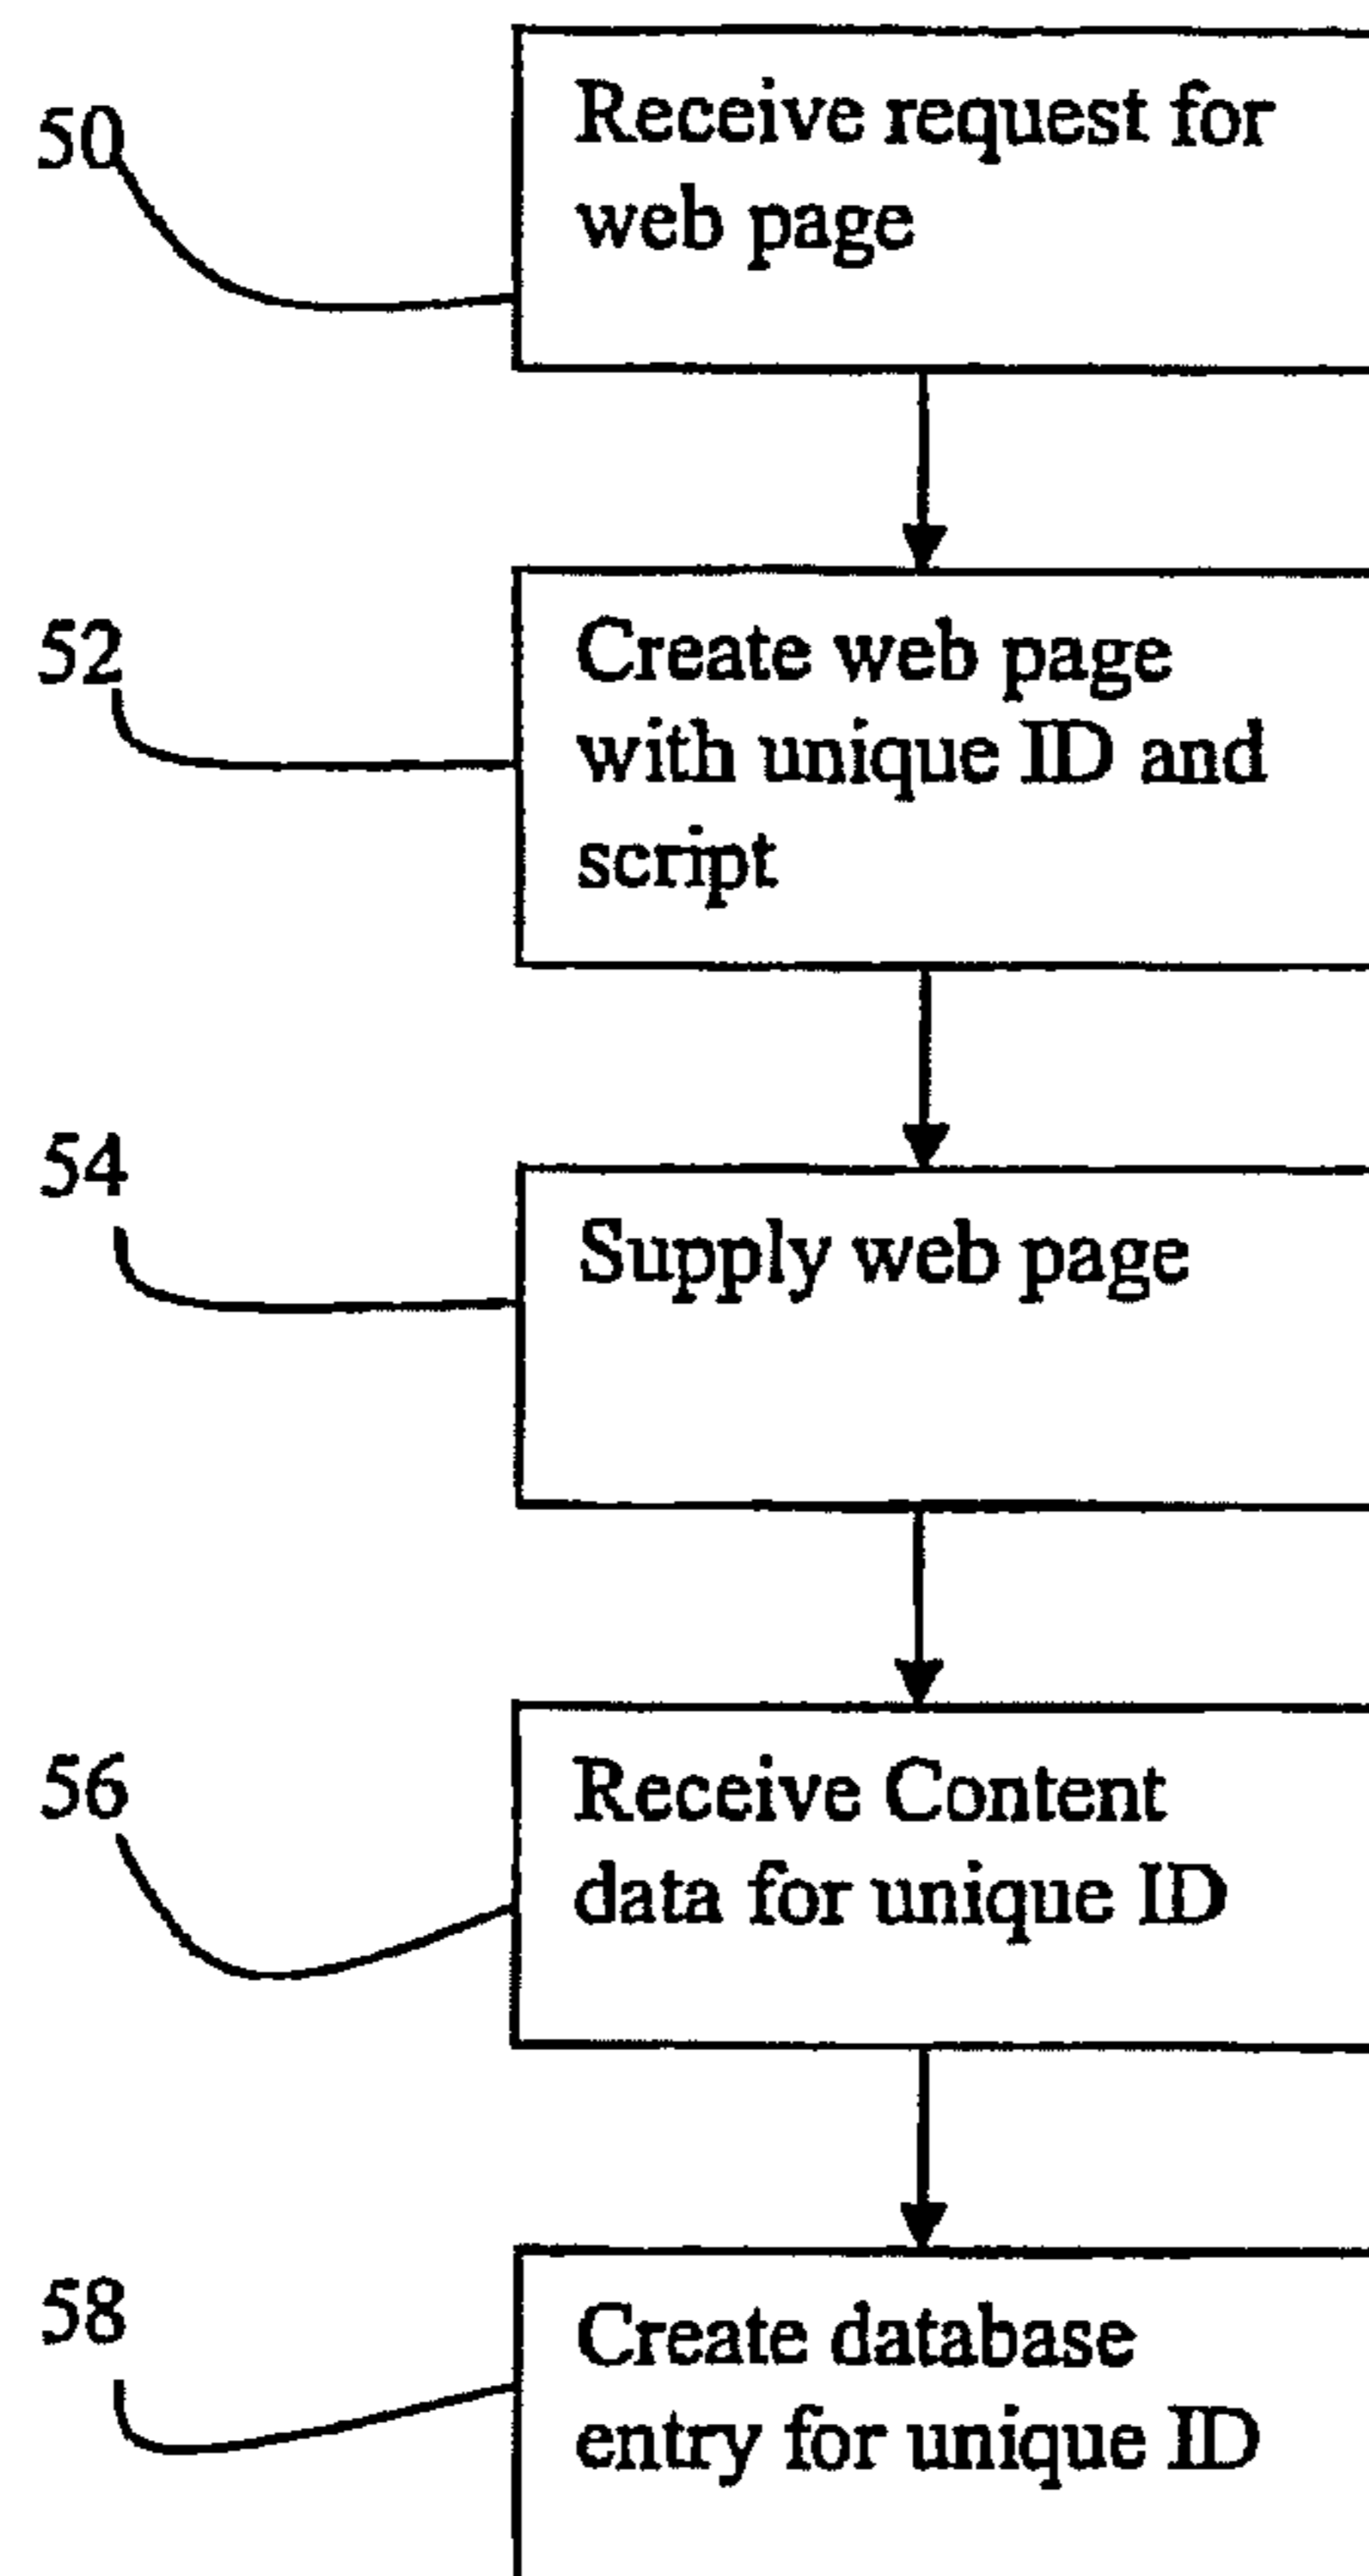 50
Receive request for
web page
52
Create web page
with unique ID and
script
54
Supply web page
56
Receive Content
data for unique ID
58
Create database
entry for unique ID